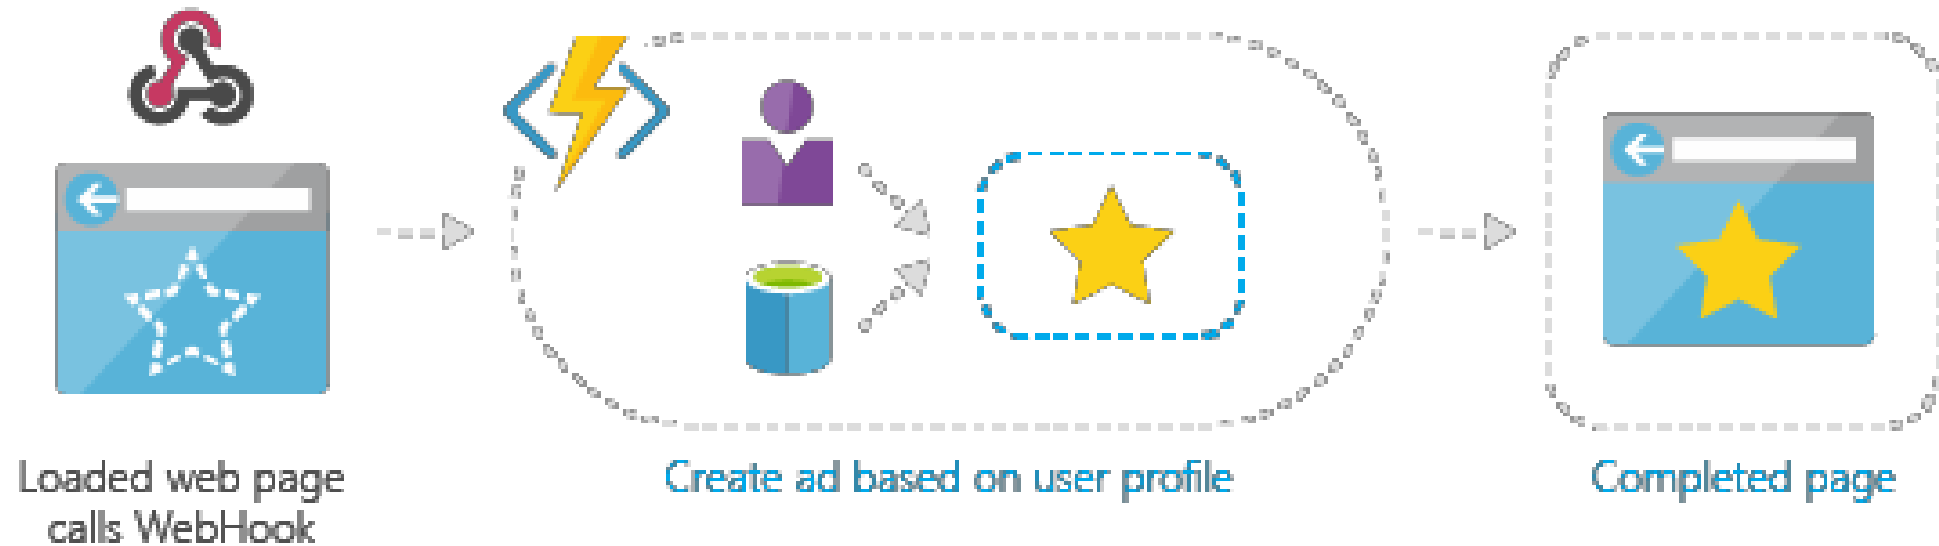 Loaded web page
calls WebHook
Create ad based on user profile
Completed page